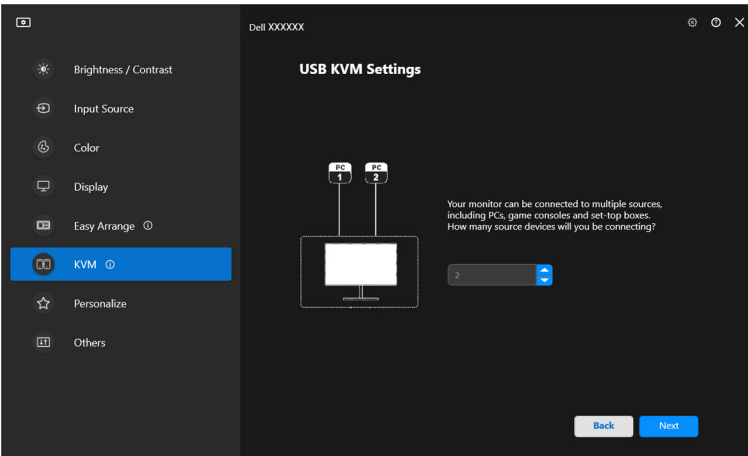 Dell XXXXXX
Brightness / Contrast
Input Source
Color
Display
Easy Arrange
KVM
Personalize
Others
USB KVM Settings
PC
1
PC
2
Your monitor can be connected to multiple sources,
including PCs, game consoles and set-top boxes.
How many source devices will you be connecting?
2
Back
Next